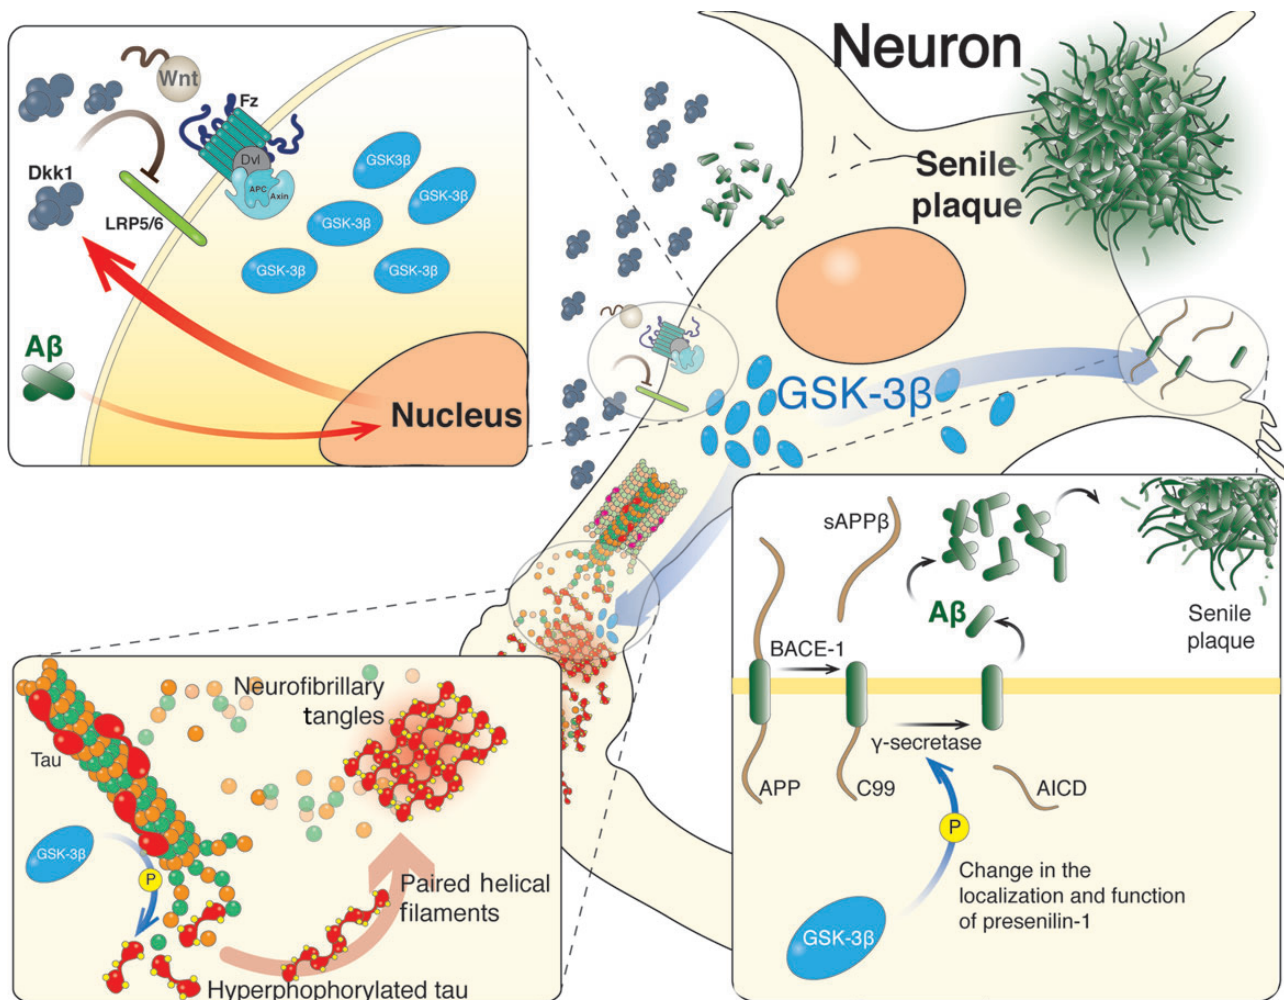 Neuron
Senile
plaque
GSK-3β
Wnt
Fz
Dvl
APC
Axin
Dkk1
LRP5/6
GSK3β
GSK-3β
GSK-3β
GSK-3β
GSK-3β
Aβ
Nucleus
Neurofibrillary
tangles
Tau
GSK-3β
P
Paired helical
filaments
Hyperphophorylated tau
sAPPβ
Aβ
Senile
plaque
BACE-1
γ-secretase
APP
C99
AICD
P
GSK-3β
Change in the
localization and function
of presenilin-1